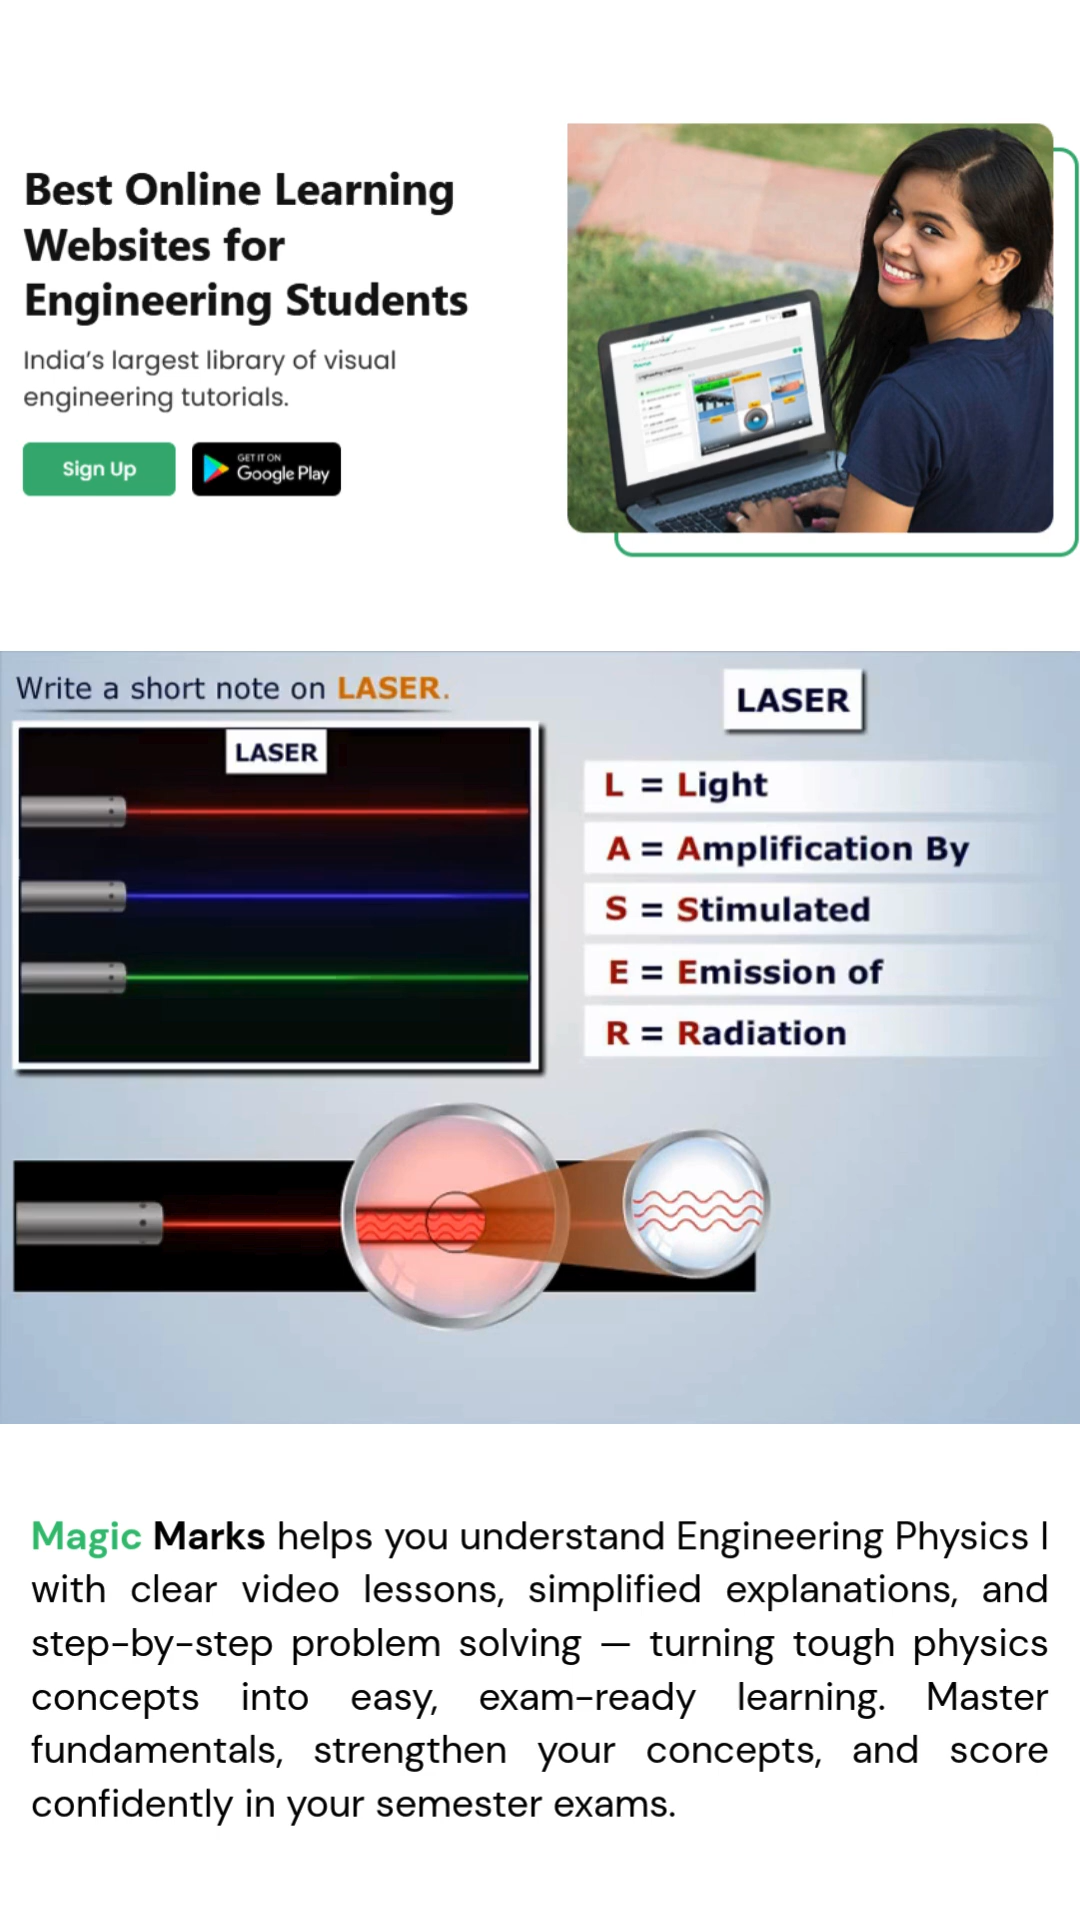 Best Online Learning
Websites for
Engineering Students
India's largest library of visual
engineering tutorials.
Sign Up
GET IT ON
Google Play
Write a short note on LASER.
LASER
LASER
L = Light
A = Amplification By
S = Stimulated
E = Emission of
R = Radiation
Magic Marks helps you understand Engineering Physics I
with clear video lessons, simplified explanations, and
step-by-step problem solving — turning tough physics
concepts into easy, exam-ready learning. Master
fundamentals, strengthen your concepts, and score
confidently in your semester exams.